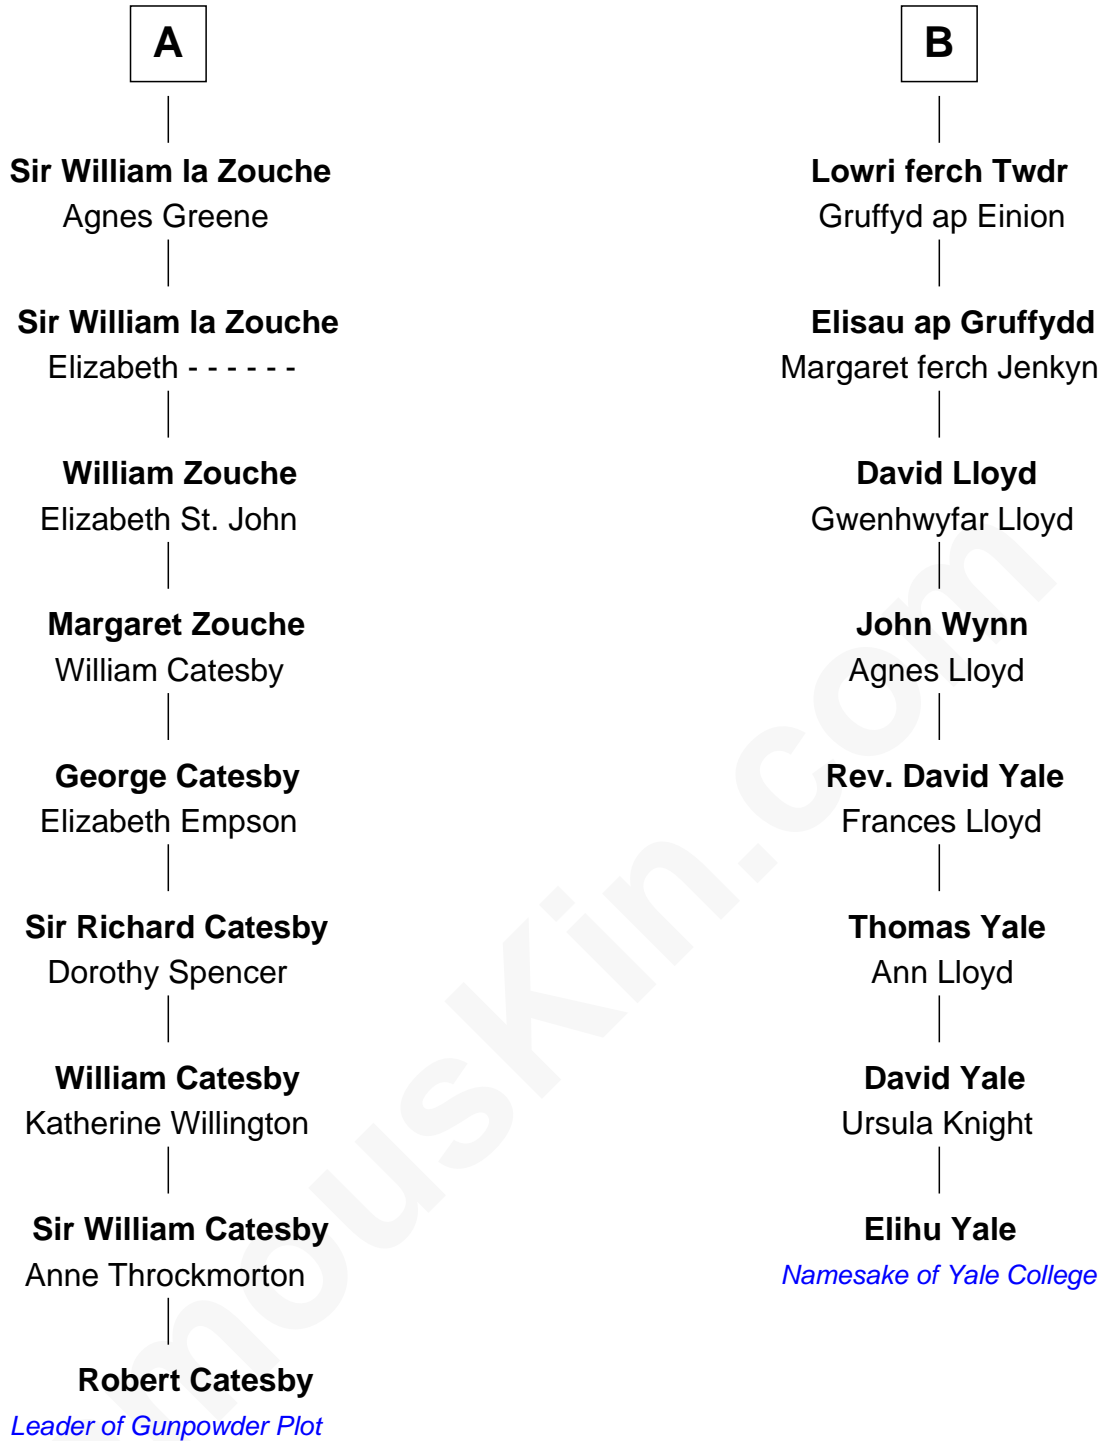 A
Sir William la Zouche
Agnes Greene
Sir William la Zouche
Elizabeth - - - - - -
William Zouche
Elizabeth St. John
Margaret Zouche
William Catesby
George Catesby
Elizabeth Empson
Sir Richard Catesby
Dorothy Spencer
William Catesby
Katherine Willington
Sir William Catesby
Anne Throckmorton
Robert Catesby
Leader of Gunpowder Plot
B
Lowri ferch Twdr
Gruffyd ap Einion
Elisau ap Gruffydd
Margaret ferch Jenkyn
David Lloyd
Gwenhwyfar Lloyd
John Wynn
Agnes Lloyd
Rev. David Yale
Frances Lloyd
Thomas Yale
Ann Lloyd
David Yale
Ursula Knight
Elihu Yale
Namesake of Yale College
mousKin.com